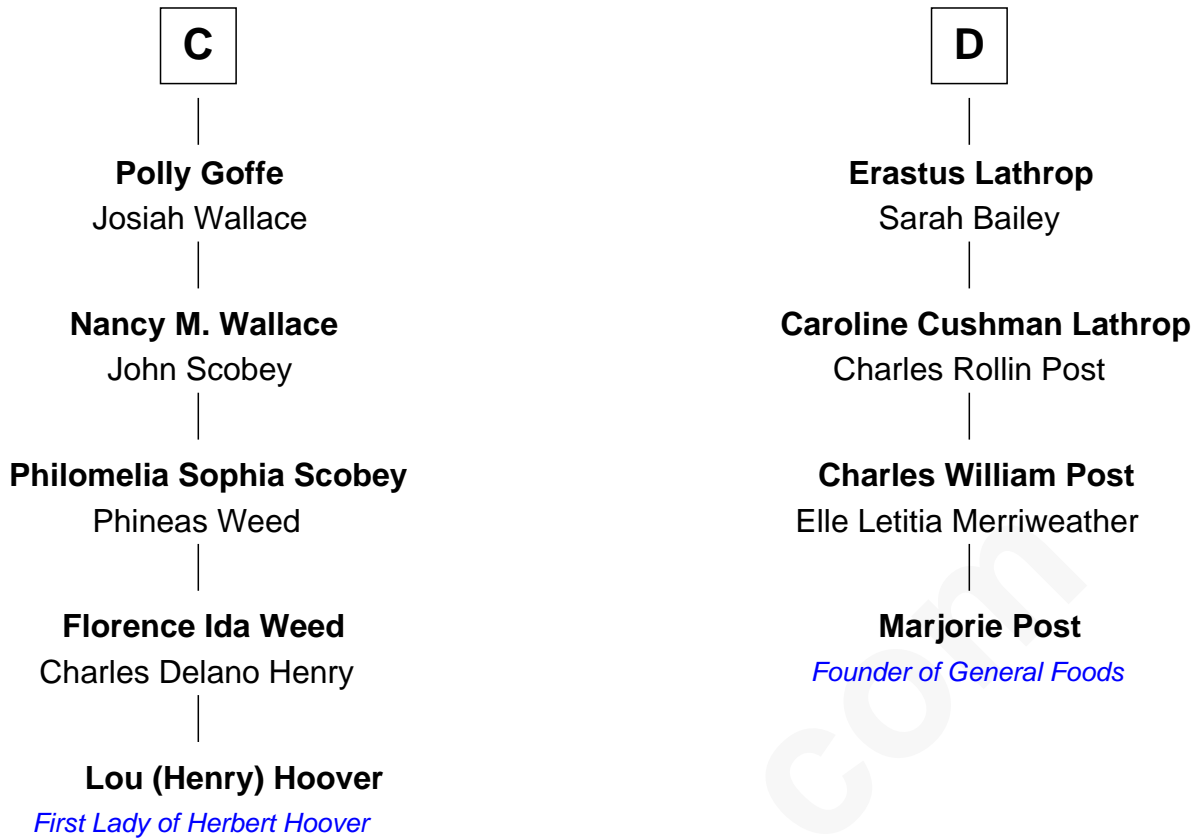 C
Polly Goffe
Josiah Wallace
Nancy M. Wallace
John Scobey
Philomelia Sophia Scobey
Phineas Weed
Florence Ida Weed
Charles Delano Henry
Lou (Henry) Hoover
First Lady of Herbert Hoover
D
Erastus Lathrop
Sarah Bailey
Caroline Cushman Lathrop
Charles Rollin Post
Charles William Post
Elle Letitia Merriweather
Marjorie Post
Founder of General Foods
com